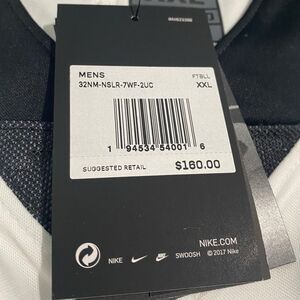 MENS
FTBLL
32NM-NSLR-7WF-2UC
XXL
1 94534 54001 6
SUGGESTED RETAIL
$160.00
NIKE.COM
NIKE
SWOOSH
© 2017 Nike